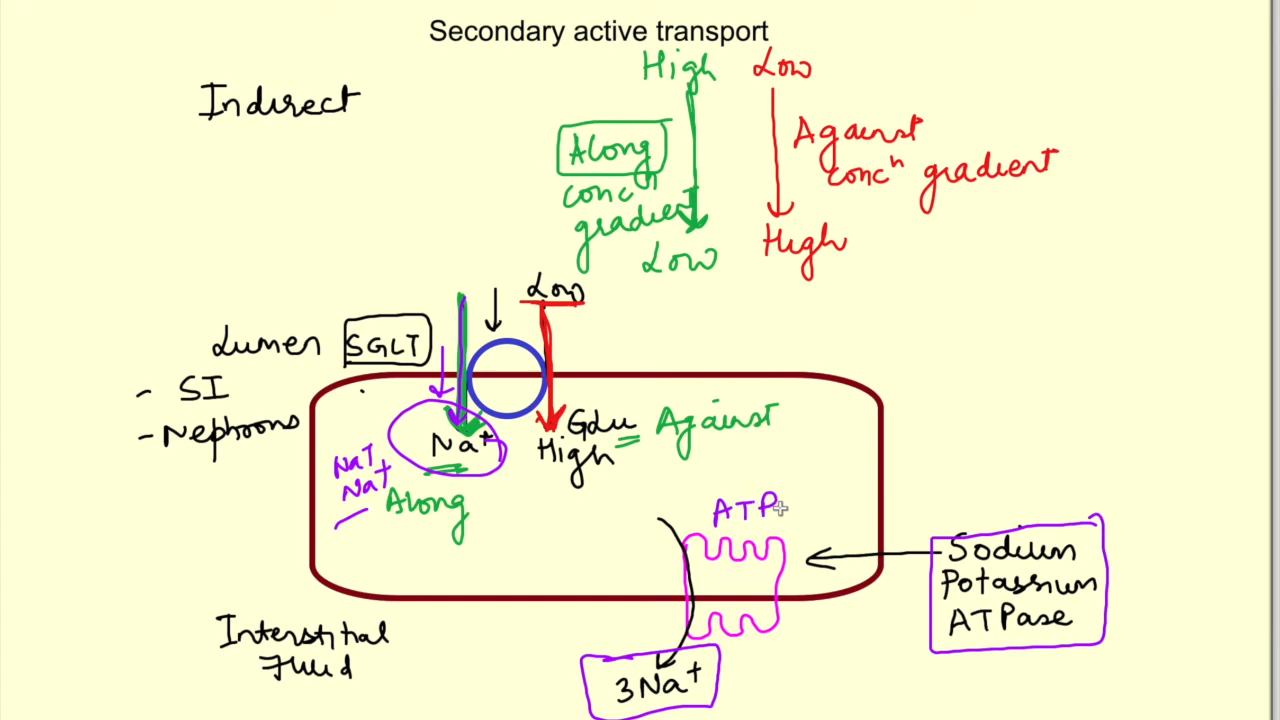 Secondary active transport
Indirect
High
Low
Along
conc^n
gradient
Against
conc^n gradient
Low
High
Low
Lumen
SGLT
- SI
- Nephrons
Na+
Glu
High
Against
Na+
Na+
Along
ATP
Sodium
Potassium
ATPase
Interstitial
Fluid
3Na+